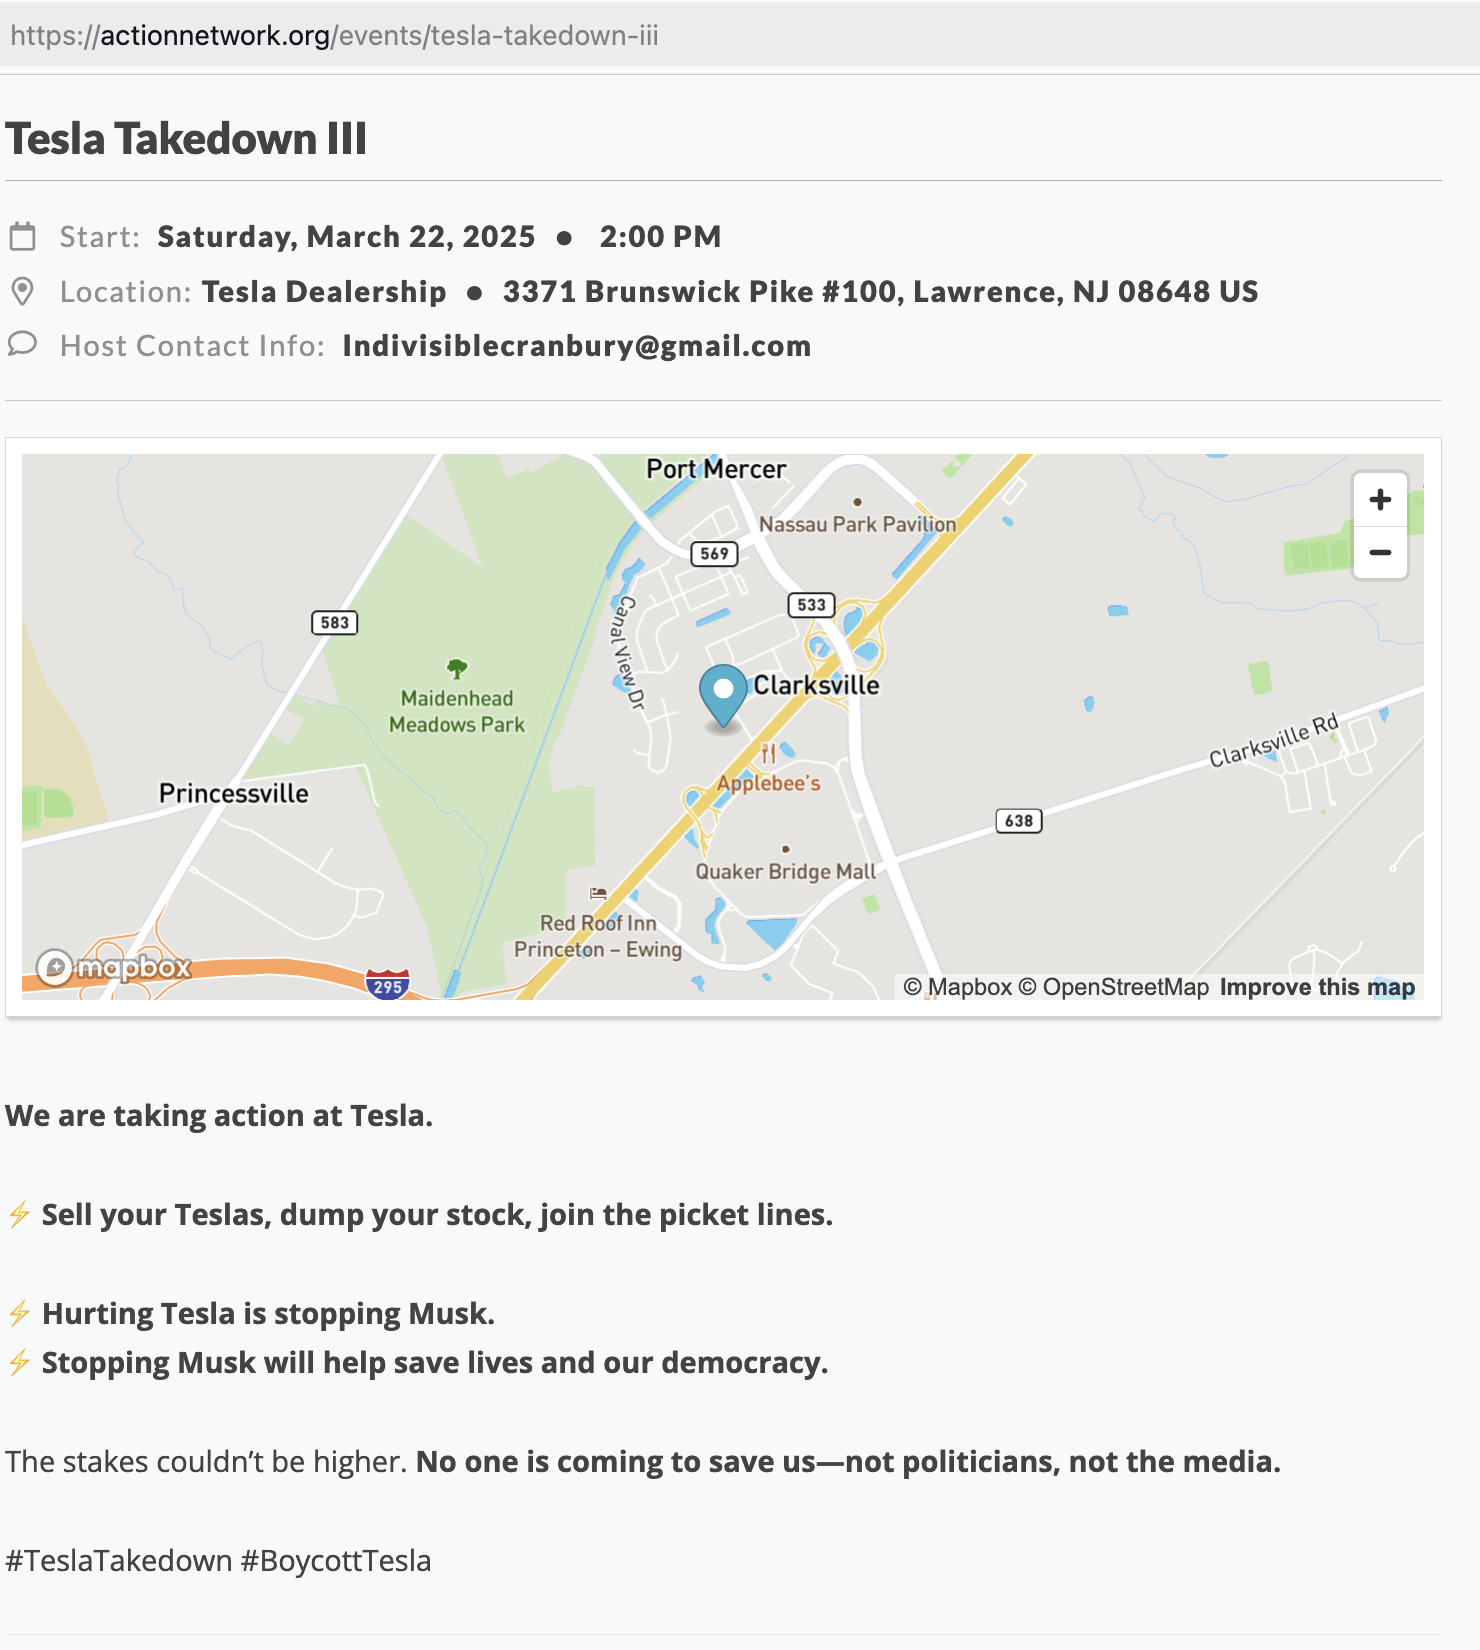 https://actionnetwork.org/events/tesla-takedown-iii
Tesla Takedown III
Start: Saturday, March 22, 2025 ● 2:00 PM
Location: Tesla Dealership ● 3371 Brunswick Pike #100, Lawrence, NJ 08648 US
Host Contact Info: Indivisiblecranbury@gmail.com
Port Mercer
+
Nassau Park Pavilion
−
569
533
583
Canal View Dr
Maidenhead
Meadows Park
Clarksville
Clarksville Rd
Applebee's
Princessville
638
Quaker Bridge Mall
Red Roof Inn
Princeton – Ewing
mapbox
295
© Mapbox © OpenStreetMap Improve this map
We are taking action at Tesla.
⚡ Sell your Teslas, dump your stock, join the picket lines.
⚡ Hurting Tesla is stopping Musk.
⚡ Stopping Musk will help save lives and our democracy.
The stakes couldn’t be higher. No one is coming to save us—not politicians, not the media.
#TeslaTakedown #BoycottTesla